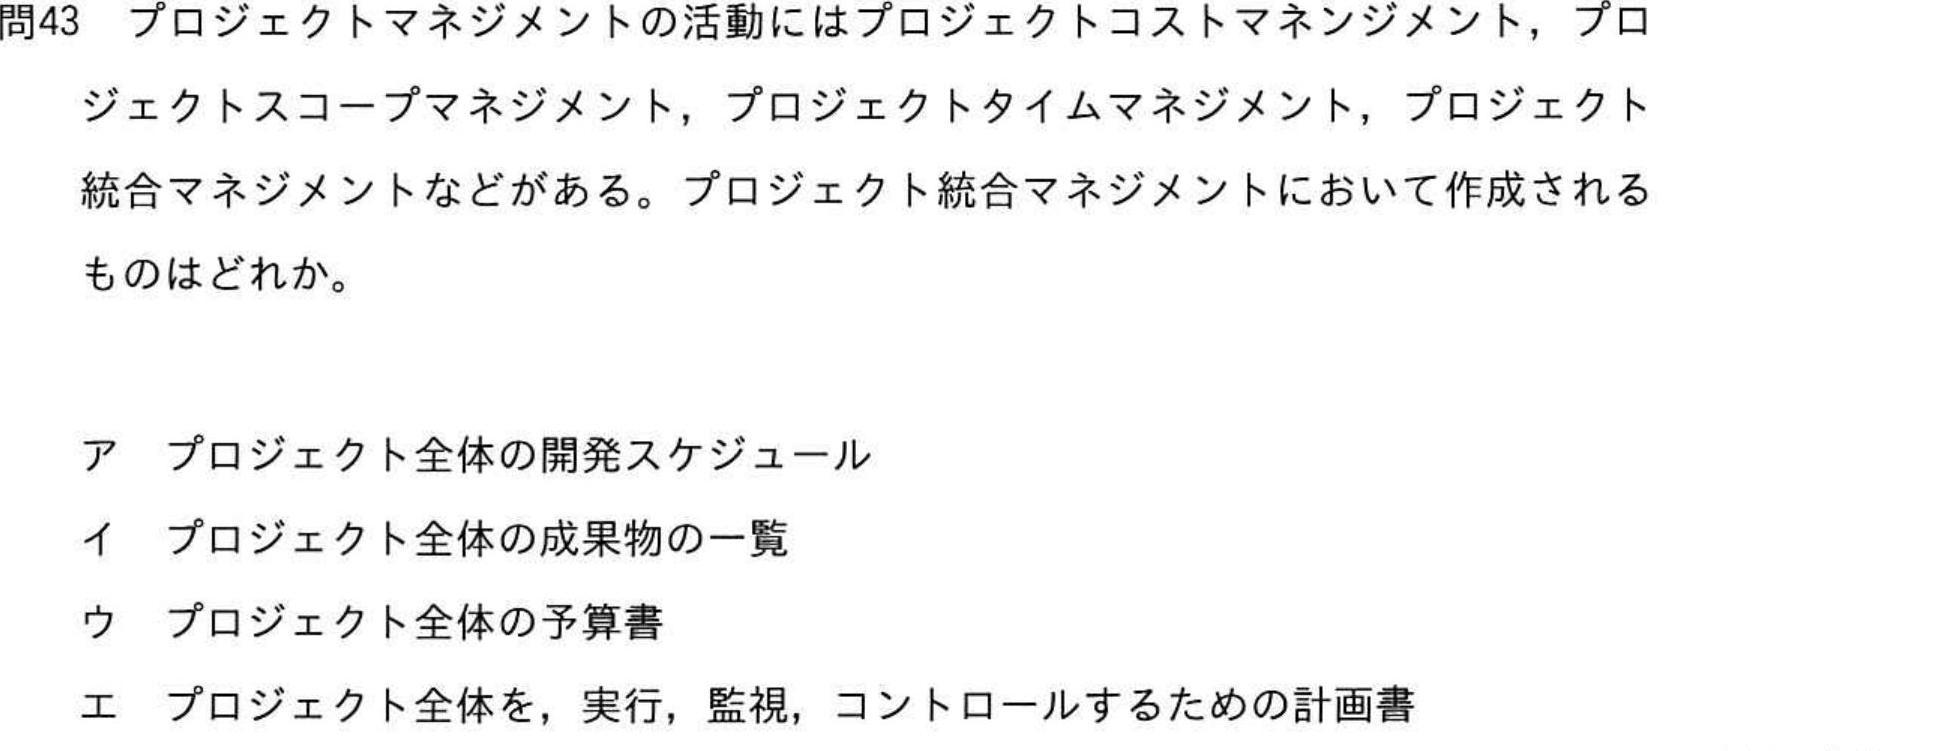 問43　プロジェクトマネジメントの活動にはプロジェクトコストマネンジメント，プロ
ジェクトスコープマネジメント，プロジェクトタイムマネジメント，プロジェクト
統合マネジメントなどがある。プロジェクト統合マネジメントにおいて作成される
ものはどれか。
ア　プロジェクト全体の開発スケジュール
イ　プロジェクト全体の成果物の一覧
ウ　プロジェクト全体の予算書
エ　プロジェクト全体を，実行，監視，コントロールするための計画書